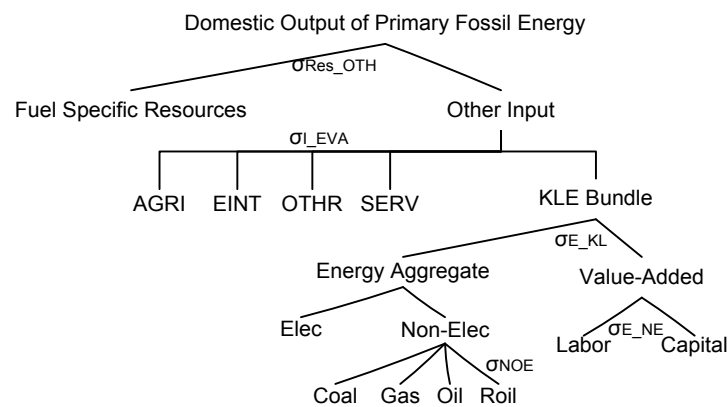 Domestic Output of Primary Fossil Energy
σRes_OTH
Fuel Specific Resources Other Input
σI_EVA
AGRI EINT OTHR SERV KLE Bundle
σE_KL
Energy Aggregate Value-Added
Elec Non-Elec σE_NE
Labor Capital
σNOE
Coal Gas Oil Roil